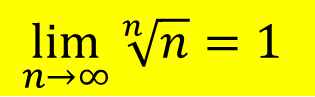 lim ⁿ√n = 1
n→∞